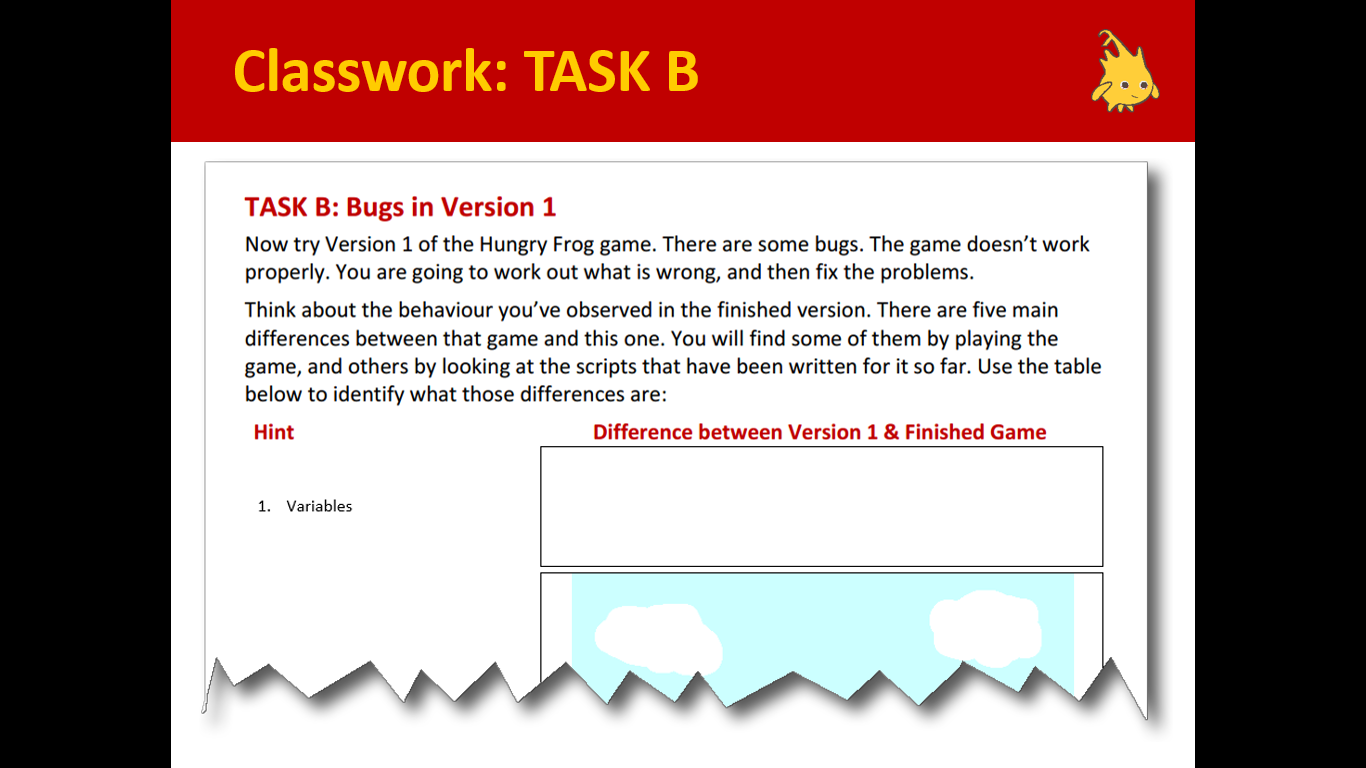 Classwork: TASK B
TASK B: Bugs in Version 1
Now try Version 1 of the Hungry Frog game. There are some bugs. The game doesn’t work
properly. You are going to work out what is wrong, and then fix the problems.
Think about the behaviour you’ve observed in the finished version. There are five main
differences between that game and this one. You will find some of them by playing the
game, and others by looking at the scripts that have been written for it so far. Use the table
below to identify what those differences are:
Hint
Difference between Version 1 & Finished Game
1. Variables